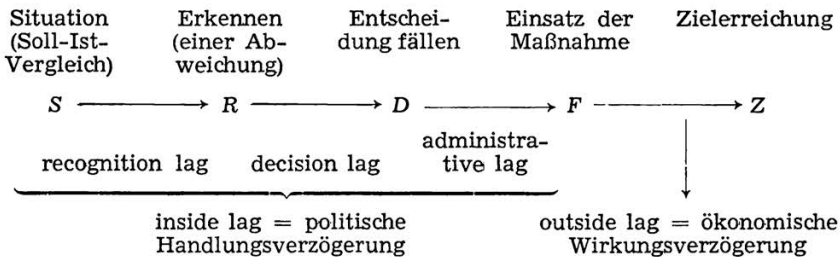 Situation Erkennen Entschei- Einsatz der Zielerreichung
(Soll-Ist- (einer Ab- dung fällen Maßnahme
Vergleich) weichung)
S R D F Z
administra-
recognition lag decision lag tive lag
inside lag = politische outside lag = ökonomische
Handlungsverzögerung Wirkungsverzögerung